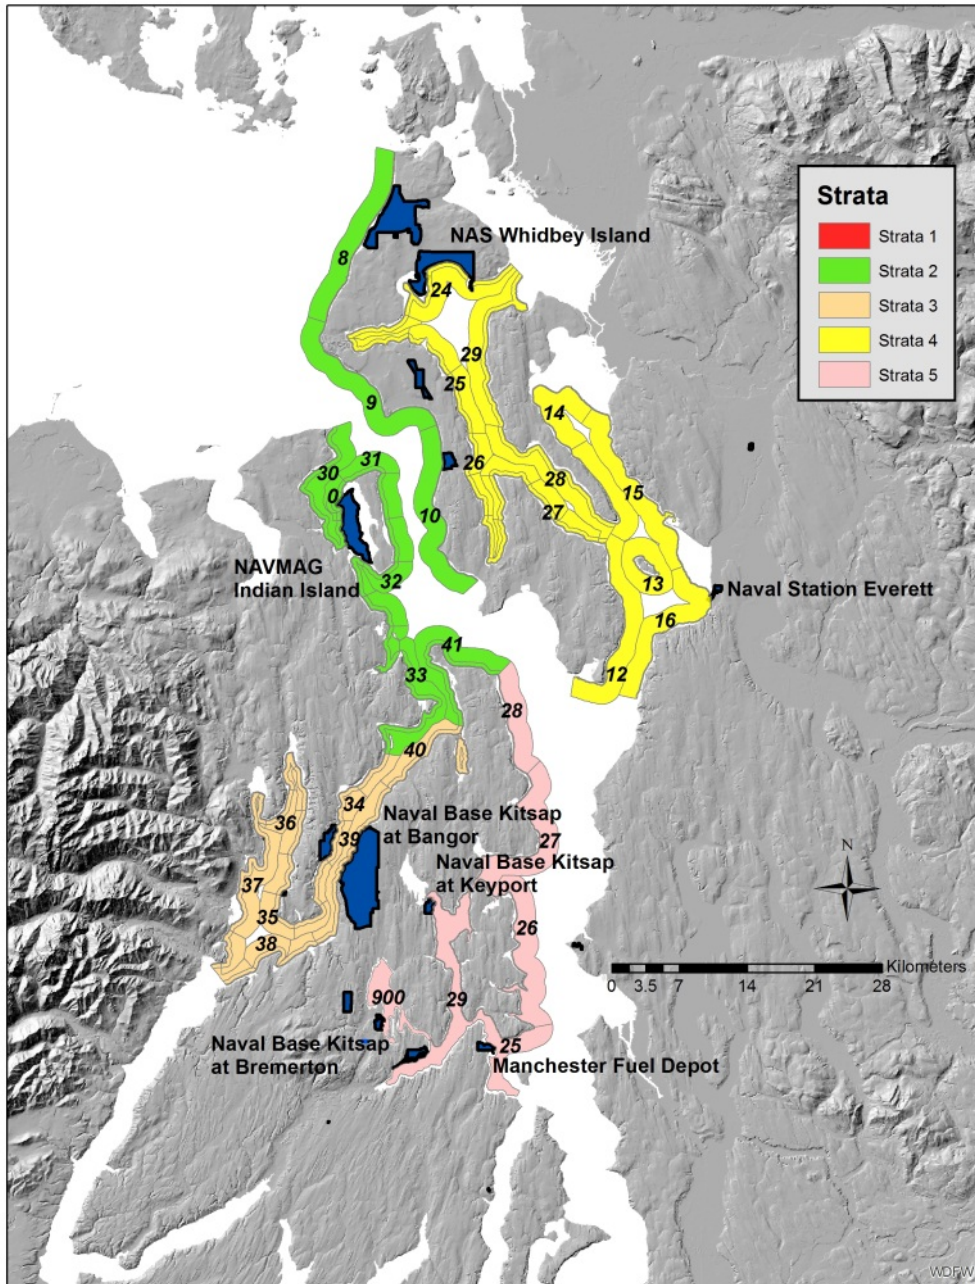 Strata
Strata 1
Strata 2
Strata 3
Strata 4
Strata 5
NAS Whidbey Island
8
24
29
25
9
14
31
26
30
28
15
0
10
27
NAVMAG
Indian Island
32
13
Naval Station Everett
16
41
33
12
28
40
34
Naval Base Kitsap
at Bangor
36
39
27
Naval Base Kitsap
at Keyport
37
35
26
38
N
Kilometers
0 3.5 7 14 21 28
900
29
Naval Base Kitsap
at Bremerton
25
Manchester Fuel Depot
WDFW